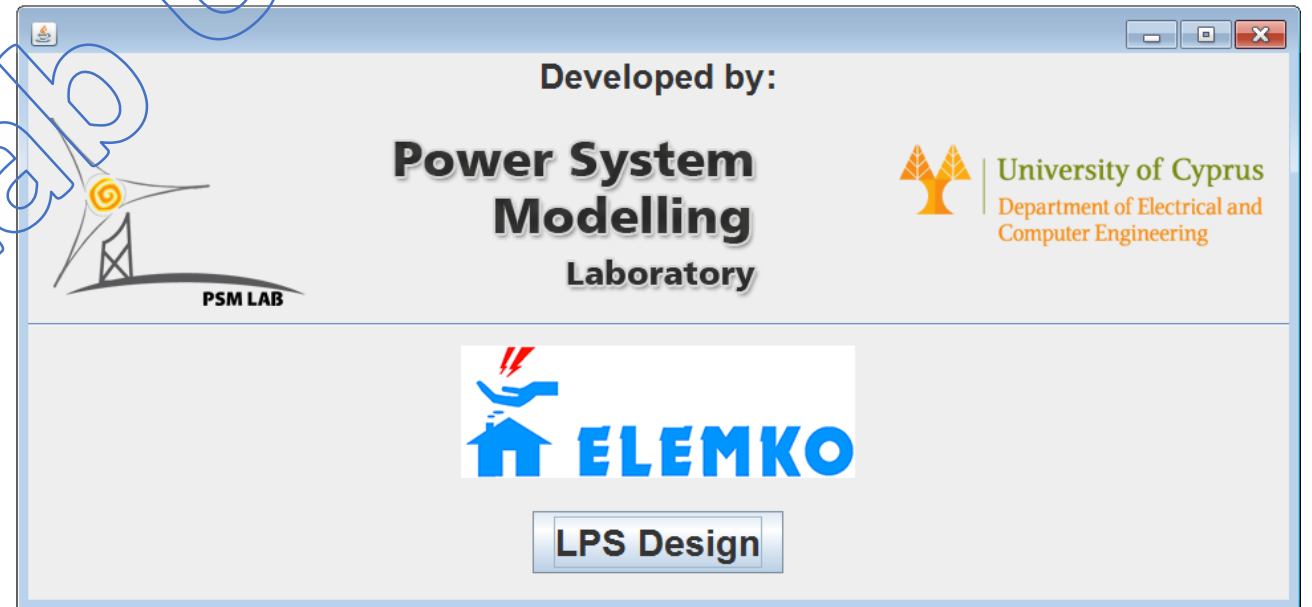 Developed by:
Power System
Modelling
Laboratory
PSM LAB
University of Cyprus
Department of Electrical and
Computer Engineering
ELEMKO
LPS Design